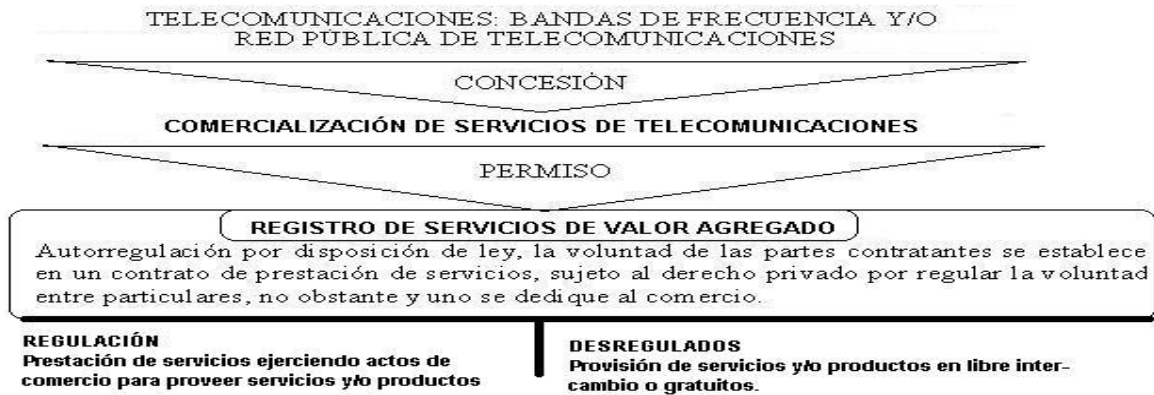 TELECOMUNICACIONES: BANDAS DE FRECUENCIA Y/O
RED PÚBLICA DE TELECOMUNICACIONES
CONCESIÓN
COMERCIALIZACIÓN DE SERVICIOS DE TELECOMUNICACIONES
PERMISO
REGISTRO DE SERVICIOS DE VALOR AGREGADO
Autorregulación por disposición de ley, la voluntad de las partes contratantes se establece
en un contrato de prestación de servicios, sujeto al derecho privado por regular la voluntad
entre particulares, no obstante y uno se dedique al comercio.
REGULACIÓN
Prestación de servicios ejerciendo actos de
comercio para proveer servicios y/o productos
DESREGULADOS
Provisión de servicios y/o productos en libre inter-
cambio o gratuitos.